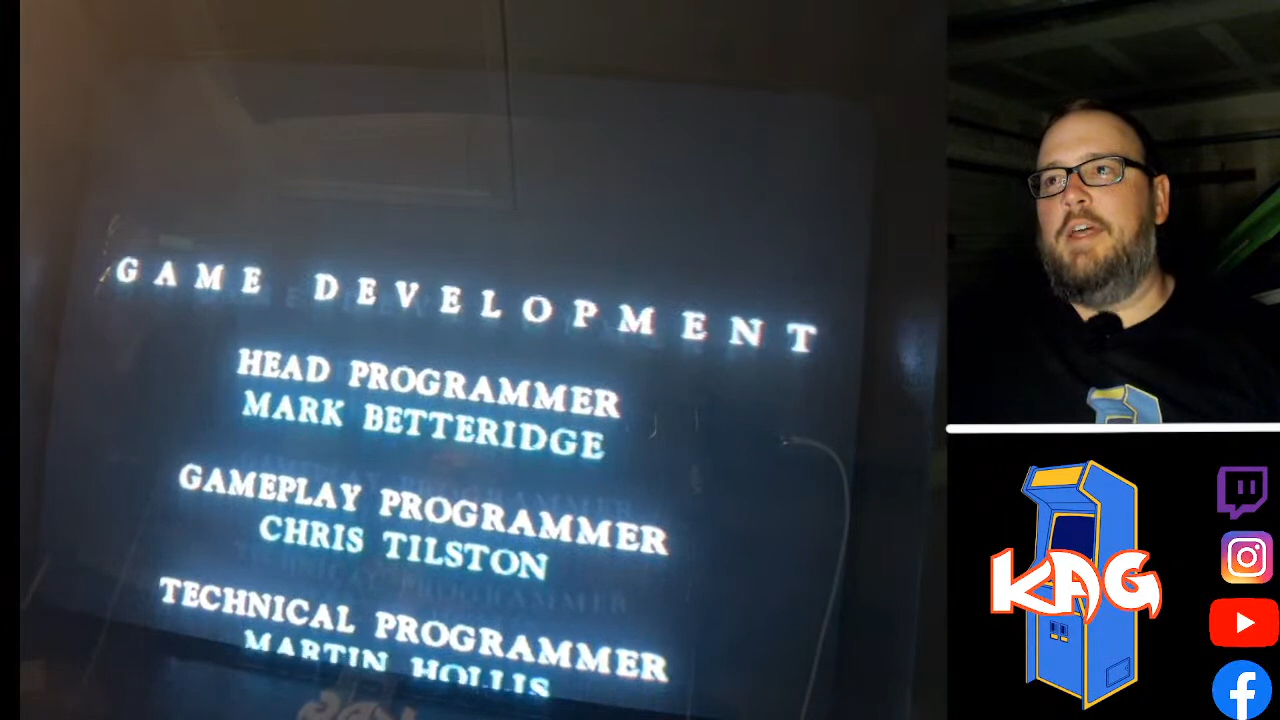 GAME DEVELOPMENT
HEAD PROGRAMMER
MARK BETTERIDGE
GAMEPLAY PROGRAMMER
CHRIS TILSTON
TECHNICAL PROGRAMMER
MARTIN HOLLIS
KAG